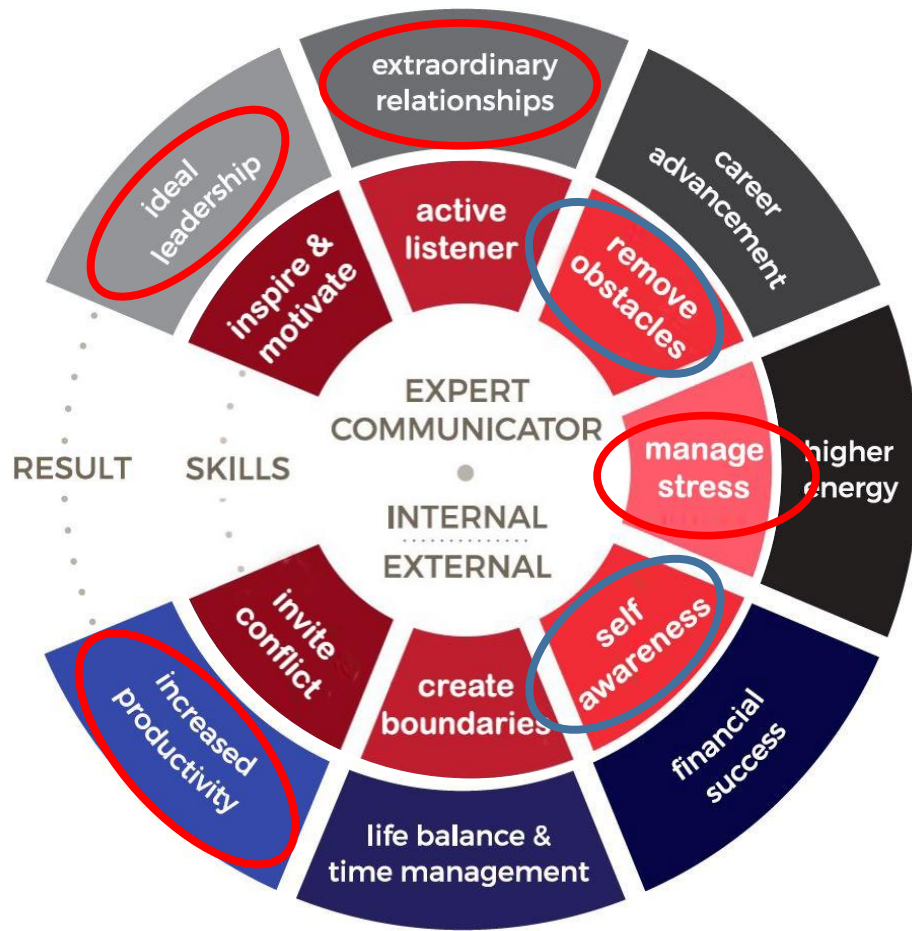 extraordinary
relationships
career
advancement
higher
energy
financial
success
life balance &
time management
increased
productivity
ideal
leadership
inspire &
motivate
active
listener
remove
obstacles
manage
stress
self
awareness
create
boundaries
invite
conflict
EXPERT
COMMUNICATOR
INTERNAL
EXTERNAL
RESULT
SKILLS